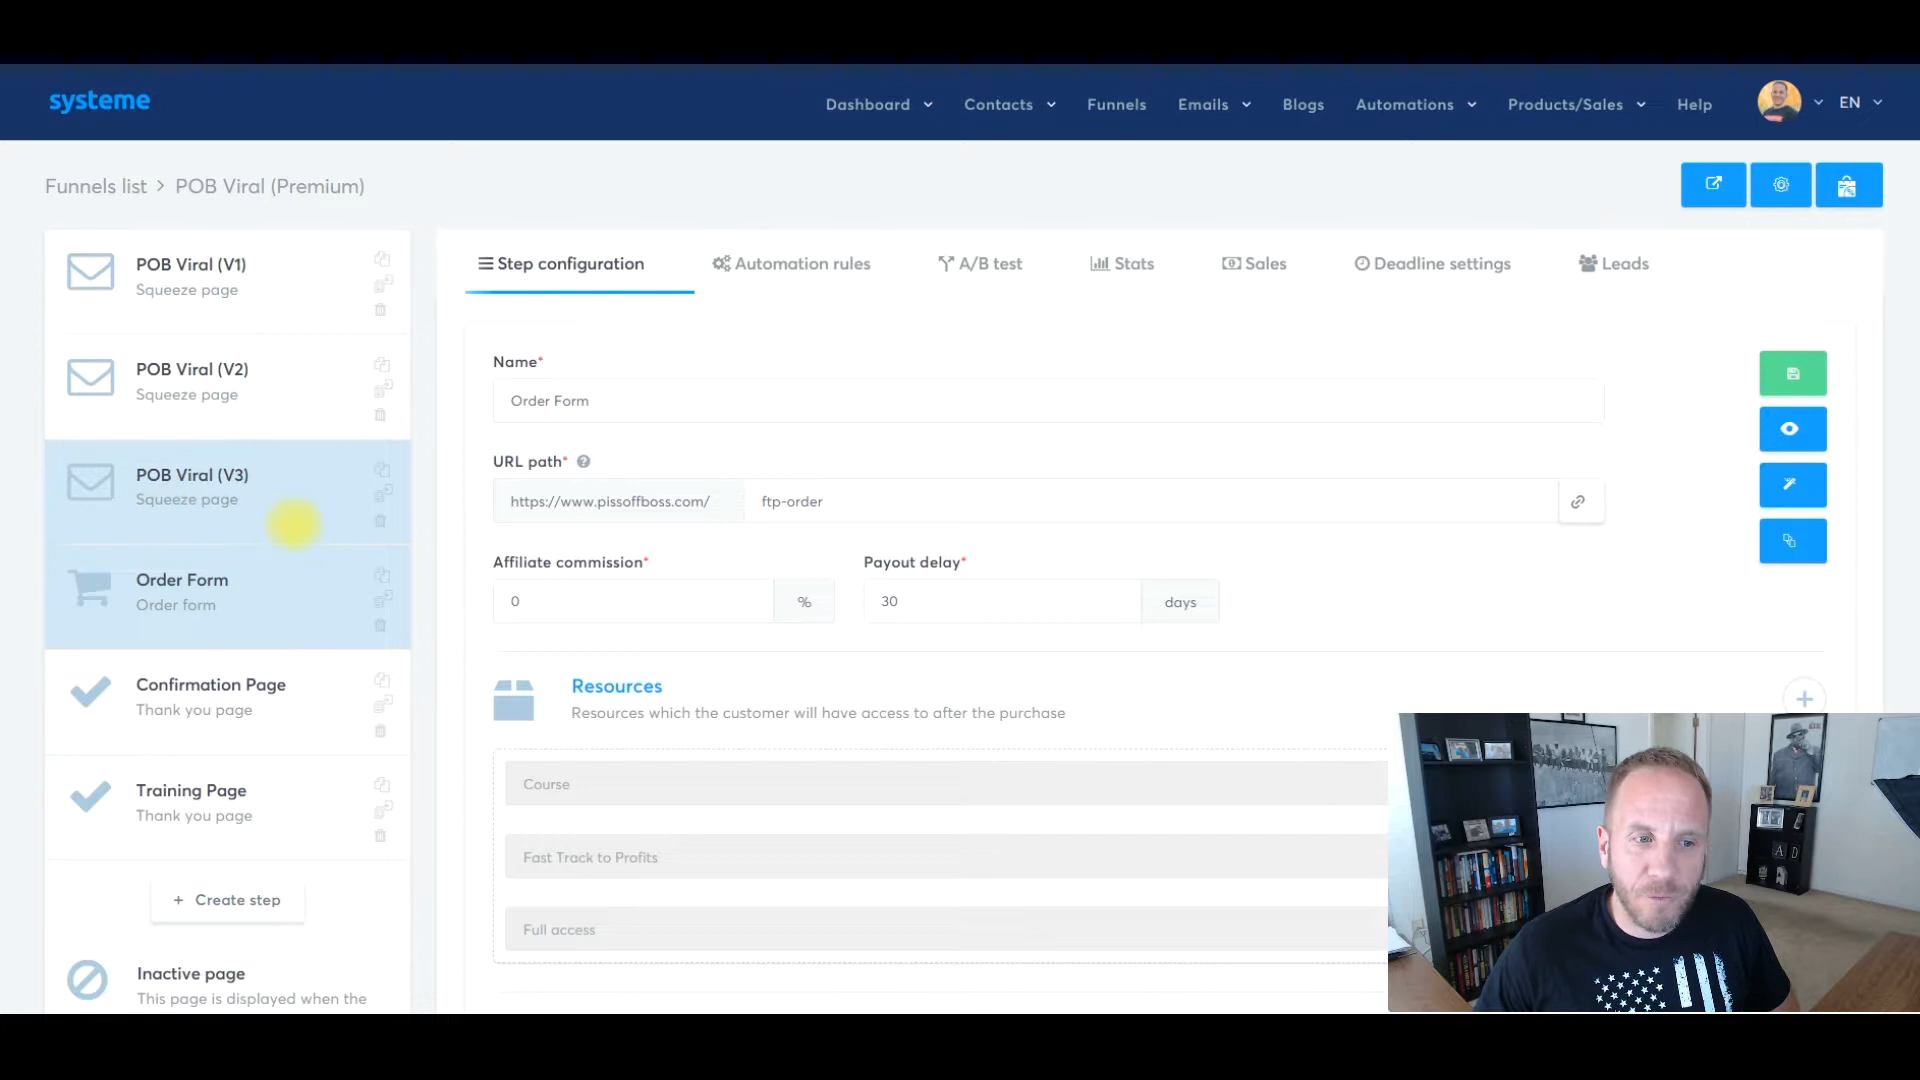 systeme
Dashboard
Contacts
Funnels
Emails
Blogs
Automations
Products/Sales
Help
EN
Funnels list > POB Viral (Premium)
POB Viral (V1)
Squeeze page
POB Viral (V2)
Squeeze page
POB Viral (V3)
Squeeze page
Order Form
Order form
Confirmation Page
Thank you page
Training Page
Thank you page
+ Create step
Inactive page
This page is displayed when the
Step configuration
Automation rules
A/B test
Stats
Sales
Deadline settings
Leads
Name*
Order Form
URL path*
https://www.pissoffboss.com/ ftp-order
Affiliate commission*
Payout delay*
0 %
30 days
Resources
Resources which the customer will have access to after the purchase
Course
Fast Track to Profits
Full access
A D